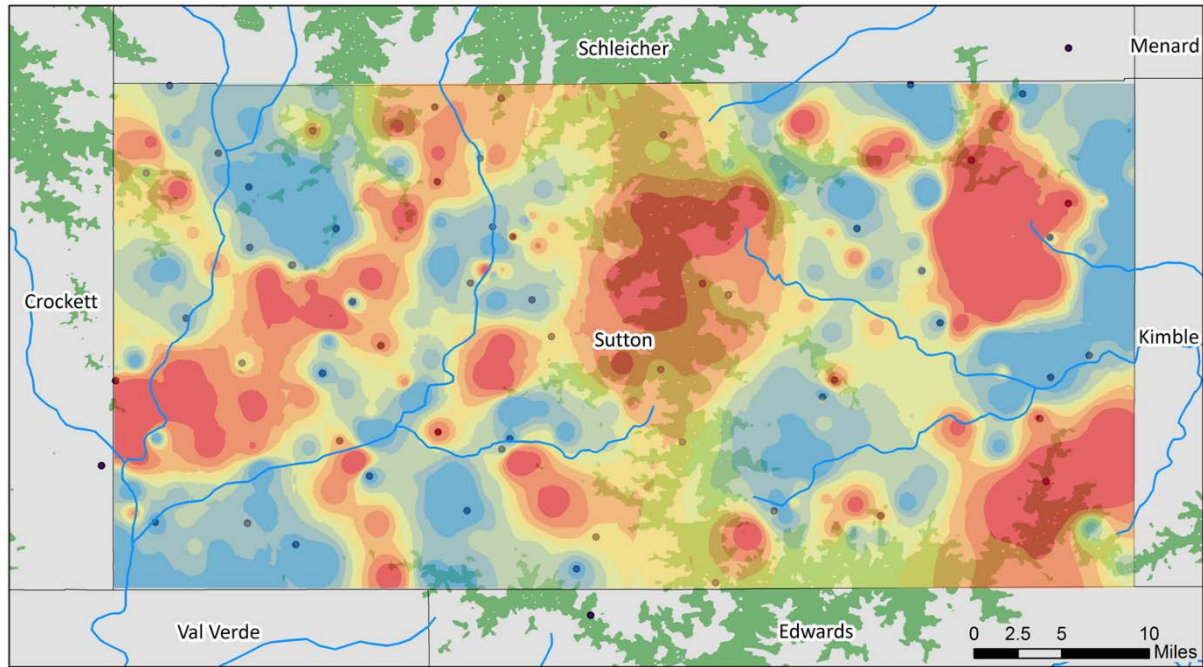 Schleicher
Menard
Crockett
Sutton
Kimble
Val Verde
Edwards
0 2.5 5 10
Miles